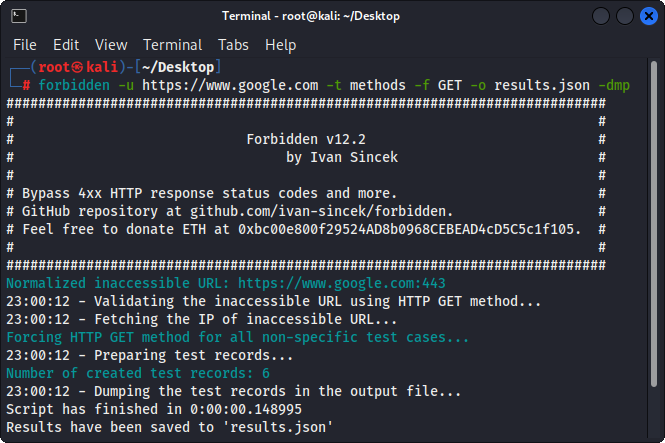 Terminal - root@kali: ~/Desktop
File Edit View Terminal Tabs Help
┌──(root㉿kali)-[~/Desktop]
└─# forbidden -u https://www.google.com -t methods -f GET -o results.json -dmp
###########################################################################
#                                                                         #
#                             Forbidden v12.2                             #
#                                  by Ivan Sincek                         #
#                                                                         #
# Bypass 4xx HTTP response status codes and more.                         #
# GitHub repository at github.com/ivan-sincek/forbidden.                  #
# Feel free to donate ETH at 0xbc00e800f29524AD8b0968CEBEAD4cD5C5c1f105.  #
#                                                                         #
###########################################################################
Normalized inaccessible URL: https://www.google.com:443
23:00:12 - Validating the inaccessible URL using HTTP GET method...
23:00:12 - Fetching the IP of inaccessible URL...
Forcing HTTP GET method for all non-specific test cases...
23:00:12 - Preparing test records...
Number of created test records: 6
23:00:12 - Dumping the test records in the output file...
Script has finished in 0:00:00.148995
Results have been saved to 'results.json'